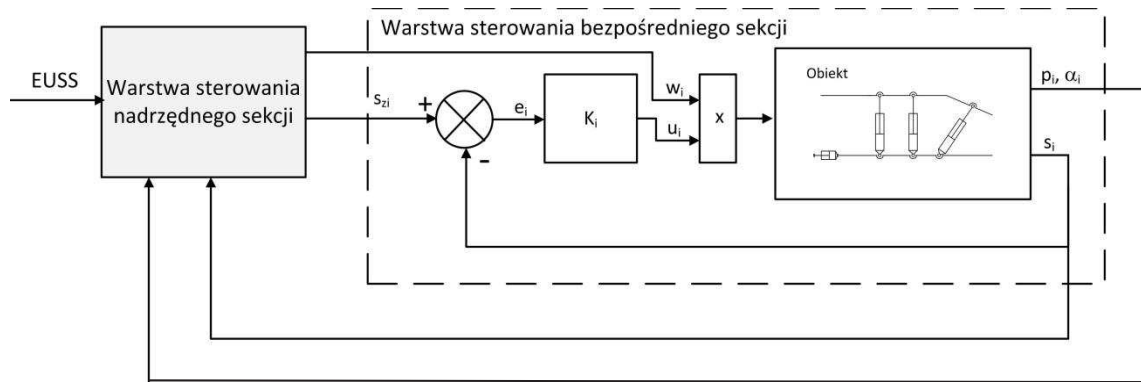 Warstwa sterowania bezpośredniego sekcji
EUSS
Warstwa sterowania
nadrzędnego sekcji
s_zi
+
-
e_i
K_i
w_i
u_i
x
Obiekt
p_i, α_i
s_i